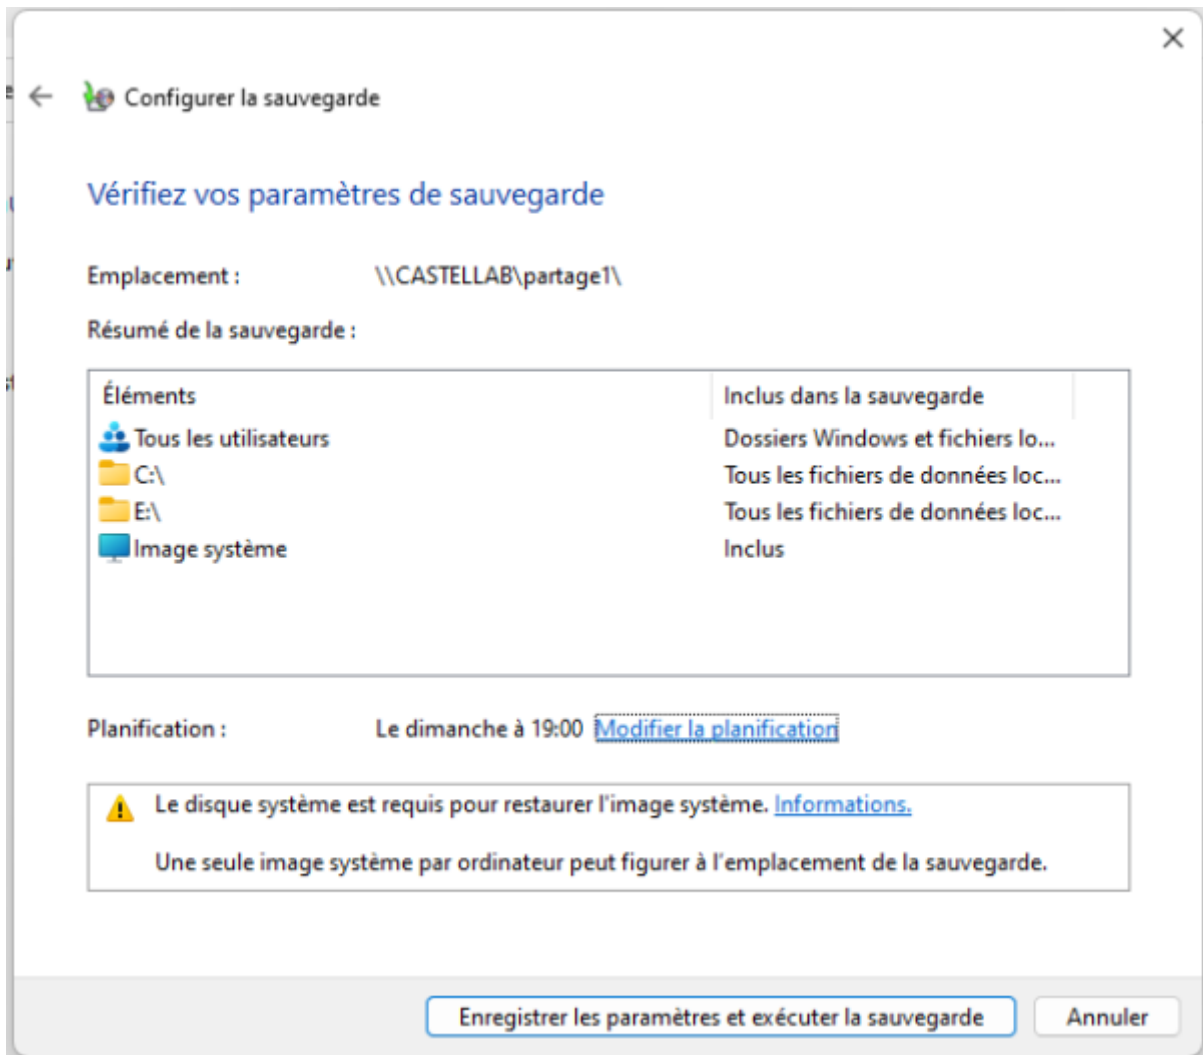 Configurer la sauvegarde
Vérifiez vos paramètres de sauvegarde
Emplacement : \\CASTELLAB\partage1\
Résumé de la sauvegarde :
Éléments Inclus dans la sauvegarde
Tous les utilisateurs Dossiers Windows et fichiers lo...
C:\ Tous les fichiers de données loc...
E:\ Tous les fichiers de données loc...
Image système Inclus
Planification : Le dimanche à 19:00 Modifier la planification
Le disque système est requis pour restaurer l'image système. Informations.
Une seule image système par ordinateur peut figurer à l'emplacement de la sauvegarde.
Enregistrer les paramètres et exécuter la sauvegarde Annuler